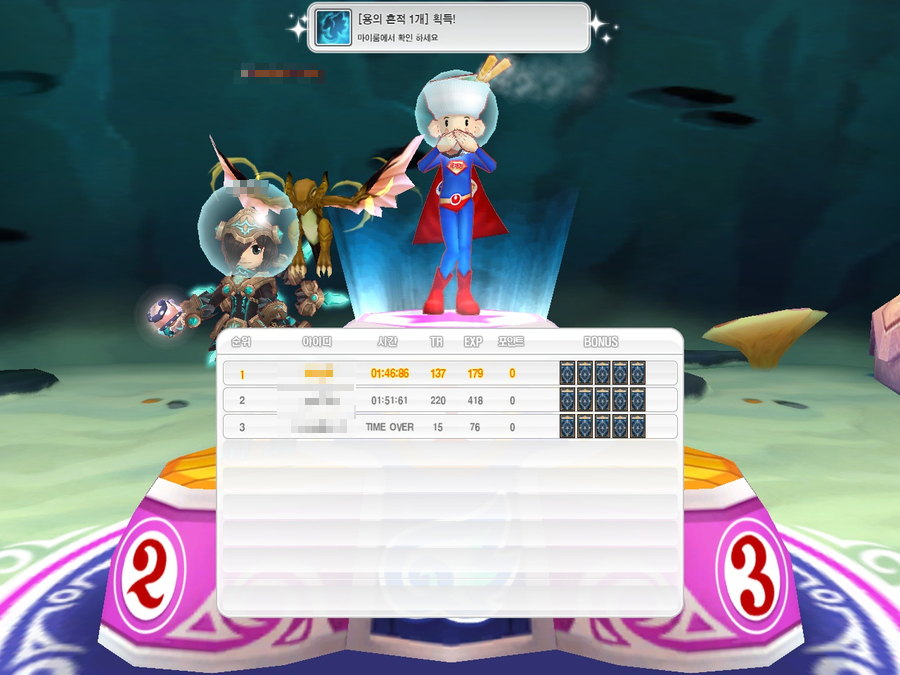 [용의 흔적 1개] 획득!
마이룸에서 확인 하세요
순위 아이디 시간 TR EXP 포인트 BONUS
1 01:46:86 137 179 0
2 01:51:61 220 418 0
3 TIME OVER 15 76 0
2 3